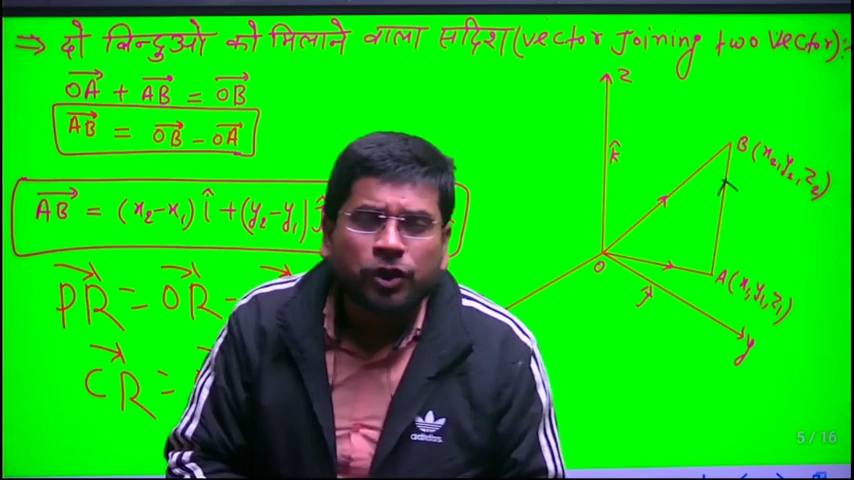 ⇒ दो बिन्दुओ को मिलाने वाला सदिश (vector joining two vector):-
OA + AB = OB
AB = OB - OA
AB = (x₂-x₁) î + (y₂-y₁) ĵ
PR = OR -
CR =
z
k̂
B (x₂, y₂, z₂)
O
A (x₁, y₁, z₁)
ĵ
y
adidas
5 / 16